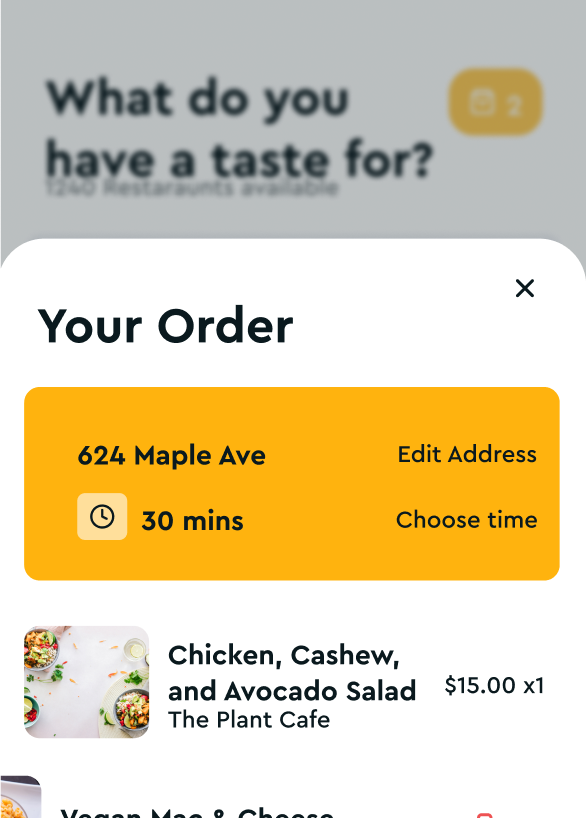 What do you
2
have a taste for?
1240 Restaraunts available
Your Order
624 Maple Ave
Edit Address
30 mins
Choose time
Chicken, Cashew,
and Avocado Salad
$15.00 x1
The Plant Cafe
Vegan Mac & Cheese